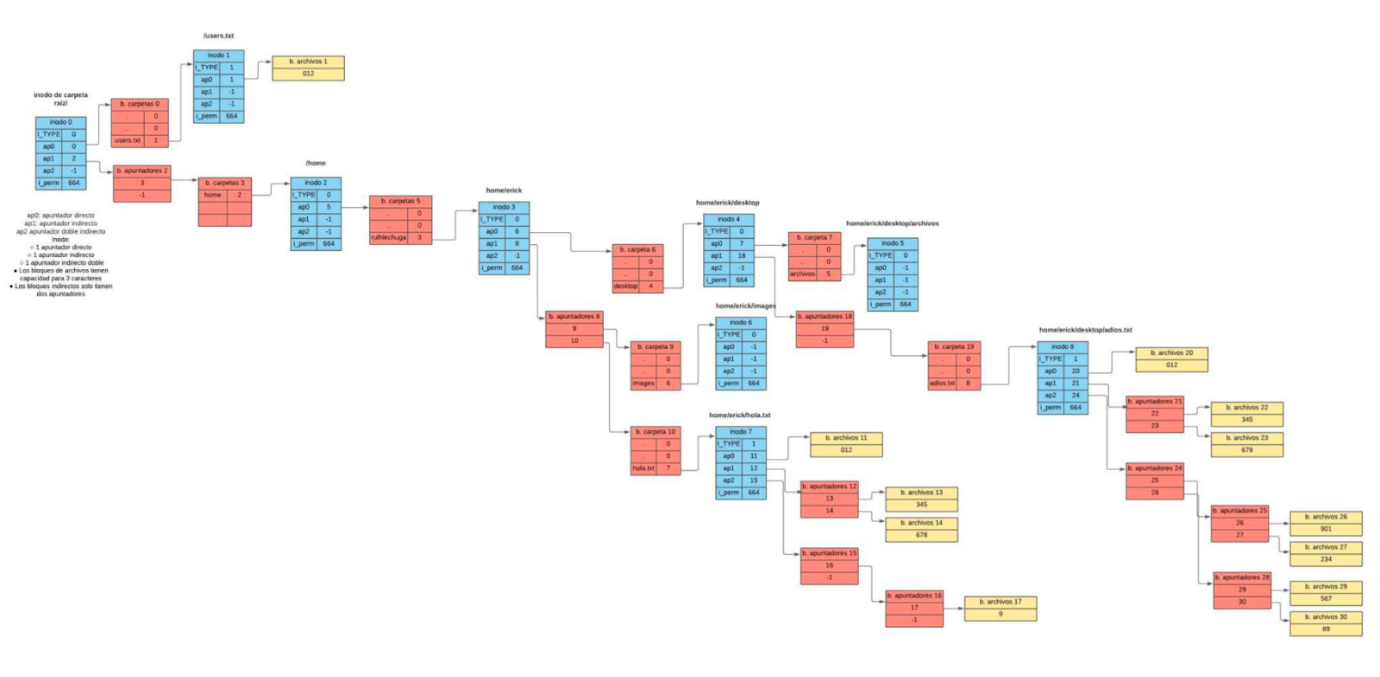 /users.txt
inodo 1
I_TYPE 1
ap0 1
ap1 -1
ap2 -1
i_perm 664
b. archivos 1
012
inodo de carpeta
raiz/
inodo 0
I_TYPE 0
ap0 0
ap1 2
ap2 -1
i_perm 664
b. carpetas 0
. 0
. 0
users.txt 1
b. apuntadores 2
3
-1
b. carpetas 3
home 2
/home
inodo 2
I_TYPE 0
ap0 5
ap1 -1
ap2 -1
i_perm 664
b. carpetas 5
. 0
. 0
ruthlechuga 3
ap0: apuntador directo
ap1: apuntador indirecto
ap2 apuntador doble indirecto
Inodo:
○ 1 apuntador directo
○ 1 apuntador indirecto
○ 1 apuntador indirecto doble
● Los bloques de archivos tienen
capacidad para 3 caracteres
● Los bloques indirectos solo tienen
dos apuntadores
home/erick
inodo 3
I_TYPE 0
ap0 6
ap1 8
ap2 -1
i_perm 664
b. carpeta 6
. 0
. 0
desktop 4
home/erick/desktop
inodo 4
I_TYPE 0
ap0 7
ap1 18
ap2 -1
i_perm 664
b. carpeta 7
. 0
. 0
archivos 5
home/erick/desktop/archivos
inodo 5
I_TYPE 0
ap0 -1
ap1 -1
ap2 -1
i_perm 664
b. apuntadores 8
9
10
b. carpeta 9
. 0
. 0
images 6
home/erick/images
inodo 6
I_TYPE 0
ap0 -1
ap1 -1
ap2 -1
i_perm 664
b. apuntadores 18
19
-1
b. carpeta 19
. 0
. 0
adios.txt 8
home/erick/desktop/adios.txt
inodo 8
I_TYPE 1
ap0 20
ap1 21
ap2 24
i_perm 664
b. archivos 20
012
b. apuntadores 21
22
23
b. archivos 22
345
b. archivos 23
678
b. carpeta 10
. 0
. 0
hola.txt 7
home/erick/hola.txt
inodo 7
I_TYPE 1
ap0 11
ap1 12
ap2 15
i_perm 664
b. archivos 11
012
b. apuntadores 12
13
14
b. archivos 13
345
b. archivos 14
678
b. apuntadores 15
16
-1
b. apuntadores 16
17
-1
b. archivos 17
9
b. apuntadores 24
25
28
b. apuntadores 25
26
27
b. archivos 26
901
b. archivos 27
234
b. apuntadores 28
29
30
b. archivos 29
567
b. archivos 30
89